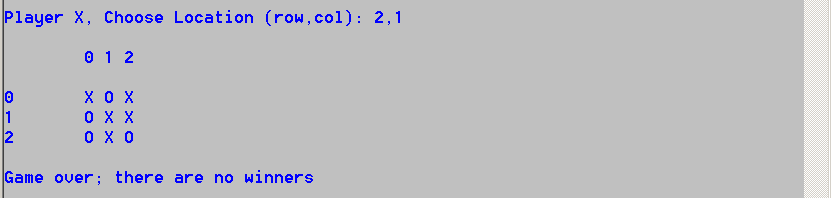 Player X, Choose Location (row,col): 2,1
0 1 2
0 X O X
1 O X X
2 O X O
Game over; there are no winners